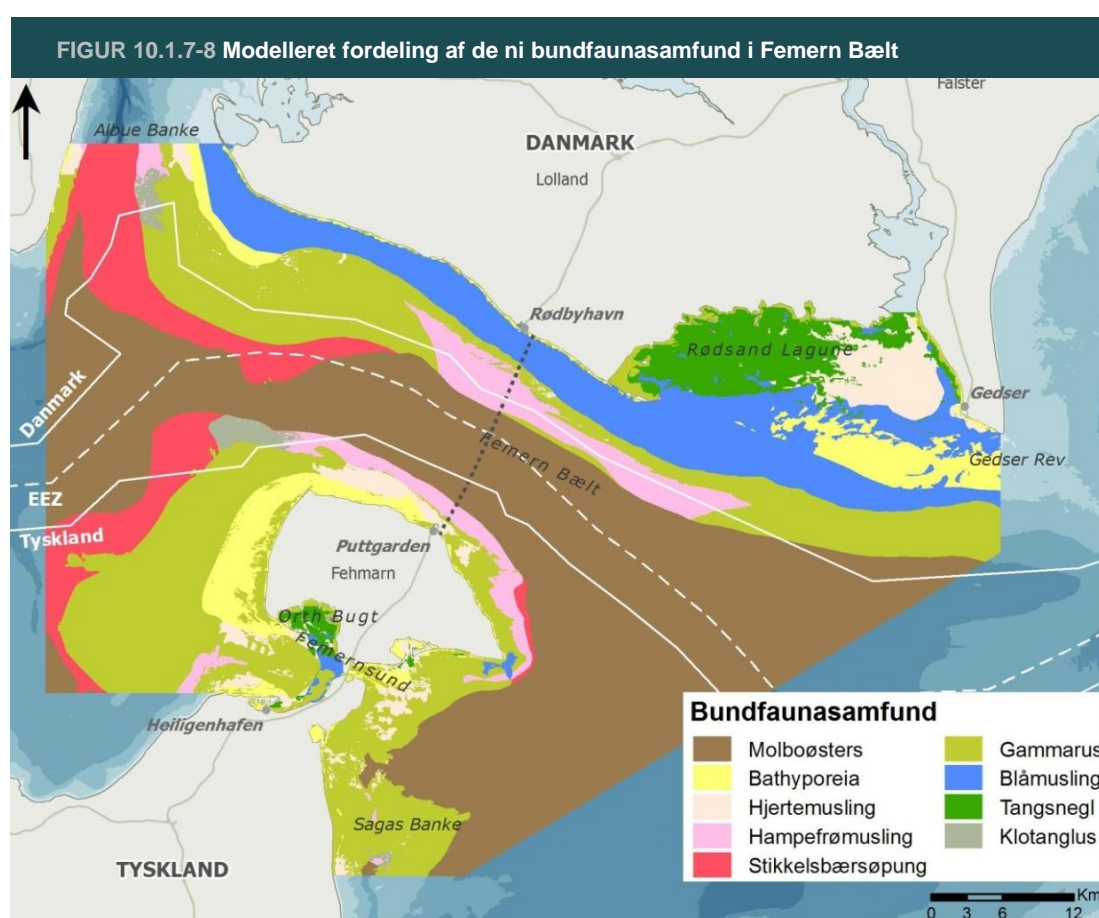 FIGUR 10.1.7-8 Modelleret fordeling af de ni bundfaunasamfund i Femern Bælt
Falster
Albue Banke
DANMARK
Lolland
Rødbyhavn
Rødsand Lagune
Gedser
Danmark
Femern Bælt
Gedser Rev
EEZ
Tyskland
Puttgarden
Fehmarn
Orth Bugt
Femernsund
Heiligenhafen
Sagas Banke
TYSKLAND
Bundfaunasamfund
Molboøsters
Bathyporeia
Hjertemusling
Hampefrømusling
Stikkelsbærsøpung
Gammarus
Blåmusling
Tangsnegl
Klotanglus
Km
0 3 6 12